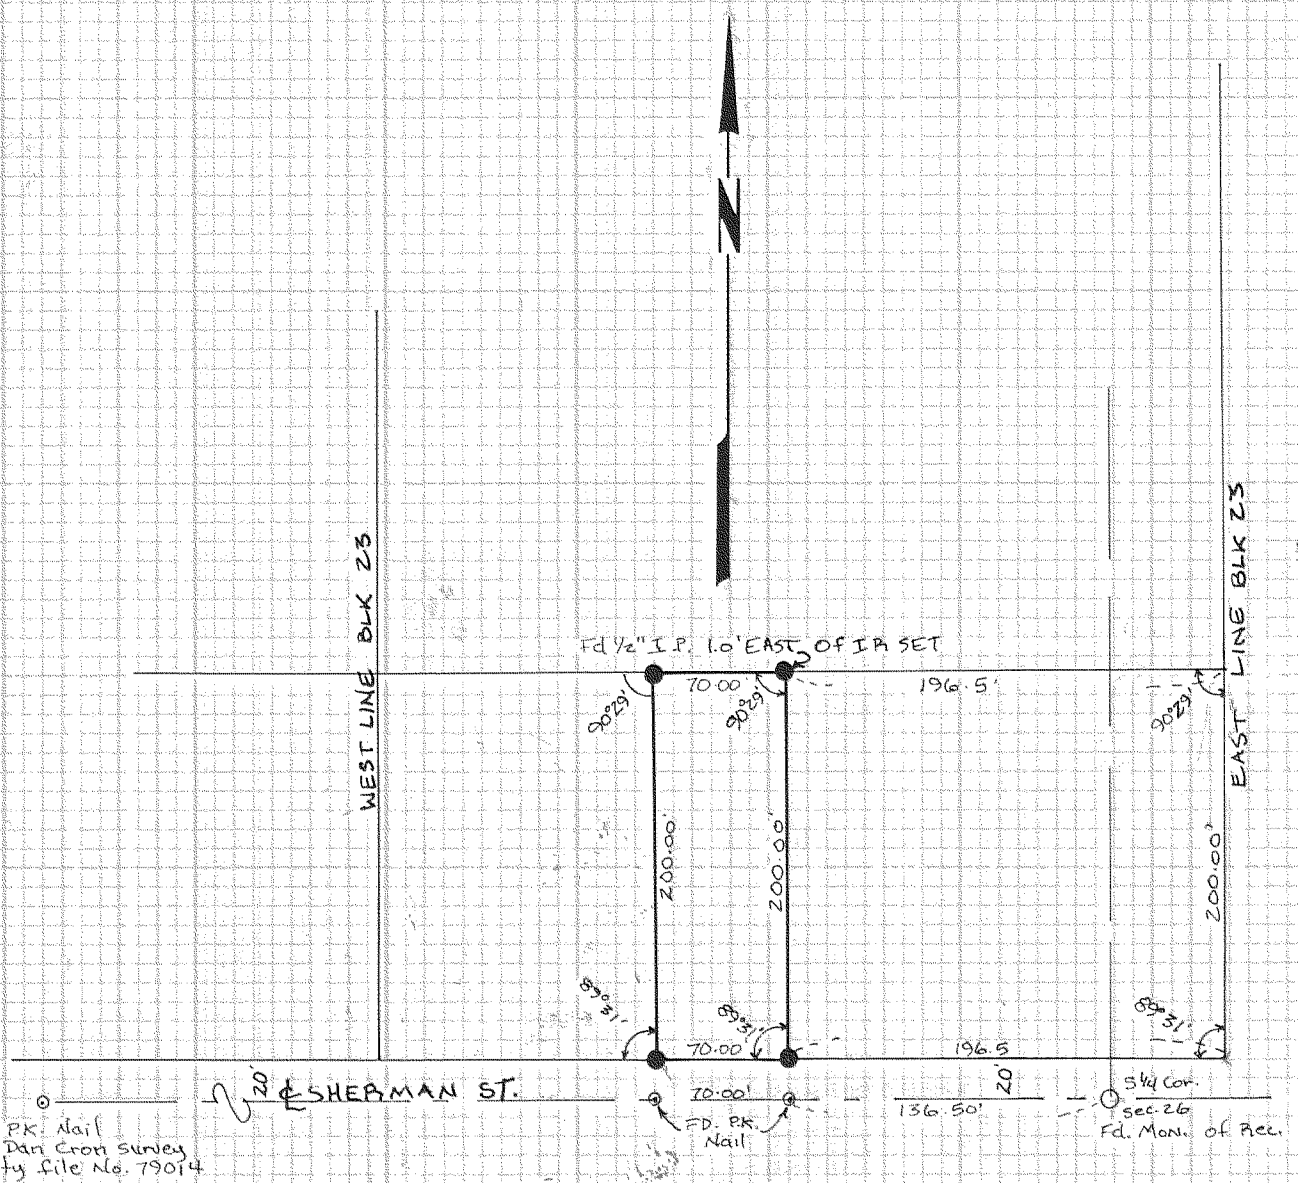 N
WEST LINE BLK 23
EAST LINE BLK 23
Fd 1/2" I.P. 1.0' EAST OF IR SET
70.00
196.5'
90°29'
90°29'
90°29'
200.00'
200.00'
200.00'
89°31'
89°31'
89°31'
70.00
196.5
20'
℄ SHERMAN ST.
70.00'
20'
136.50'
S 1/4 Cor.
Sec. 26
Fd. Mon. of Rec.
FD. P.K.
Nail
P.K. Nail
Dan Cron Survey
ty file No. 79014